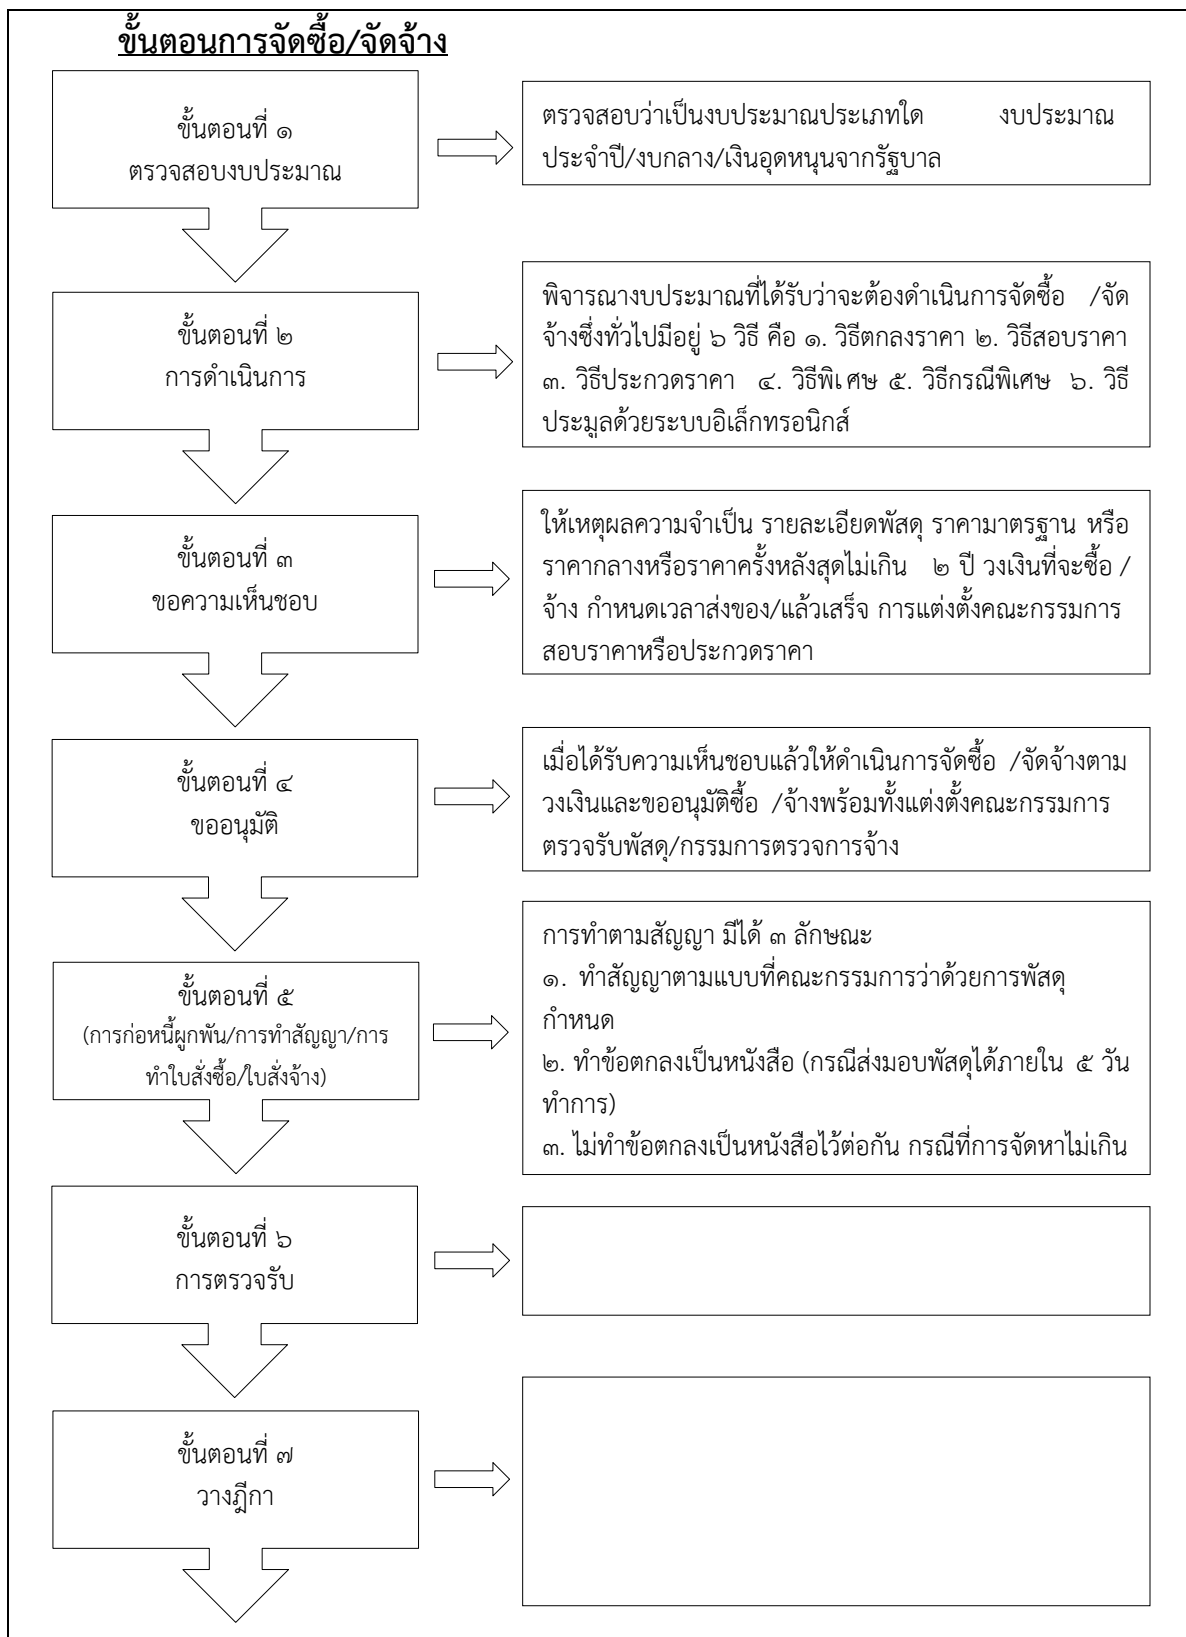 ขั้นตอนการจัดซื้อ/จัดจ้าง
ขั้นตอนที่ ๑
ตรวจสอบงบประมาณ
ตรวจสอบว่าเป็นงบประมาณประเภทใด งบประมาณ
ประจำปี/งบกลาง/เงินอุดหนุนจากรัฐบาล
ขั้นตอนที่ ๒
การดำเนินการ
พิจารณางบประมาณที่ได้รับว่าจะต้องดำเนินการจัดซื้อ /จัด
จ้างซึ่งทั่วไปมีอยู่ ๖ วิธี คือ ๑. วิธีตกลงราคา ๒. วิธีสอบราคา
๓. วิธีประกวดราคา ๔. วิธีพิเศษ ๕. วิธีกรณีพิเศษ ๖. วิธี
ประมูลด้วยระบบอิเล็กทรอนิกส์
ขั้นตอนที่ ๓
ขอความเห็นชอบ
ให้เหตุผลความจำเป็น รายละเอียดพัสดุ ราคามาตรฐาน หรือ
ราคากลางหรือราคาครั้งหลังสุดไม่เกิน ๒ ปี วงเงินที่จะซื้อ /
จ้าง กำหนดเวลาส่งของ/แล้วเสร็จ การแต่งตั้งคณะกรรมการ
สอบราคาหรือประกวดราคา
ขั้นตอนที่ ๔
ขออนุมัติ
เมื่อได้รับความเห็นชอบแล้วให้ดำเนินการจัดซื้อ /จัดจ้างตาม
วงเงินและขออนุมัติซื้อ /จ้างพร้อมทั้งแต่งตั้งคณะกรรมการ
ตรวจรับพัสดุ/กรรมการตรวจการจ้าง
ขั้นตอนที่ ๕
(การก่อหนี้ผูกพัน/การทำสัญญา/การ
ทำใบสั่งซื้อ/ใบสั่งจ้าง)
การทำตามสัญญา มีได้ ๓ ลักษณะ
๑. ทำสัญญาตามแบบที่คณะกรรมการว่าด้วยการพัสดุ
กำหนด
๒. ทำข้อตกลงเป็นหนังสือ (กรณีส่งมอบพัสดุได้ภายใน ๕ วัน
ทำการ)
๓. ไม่ทำข้อตกลงเป็นหนังสือไว้ต่อกัน กรณีที่การจัดหาไม่เกิน
ขั้นตอนที่ ๖
การตรวจรับ
ขั้นตอนที่ ๗
วางฎีกา